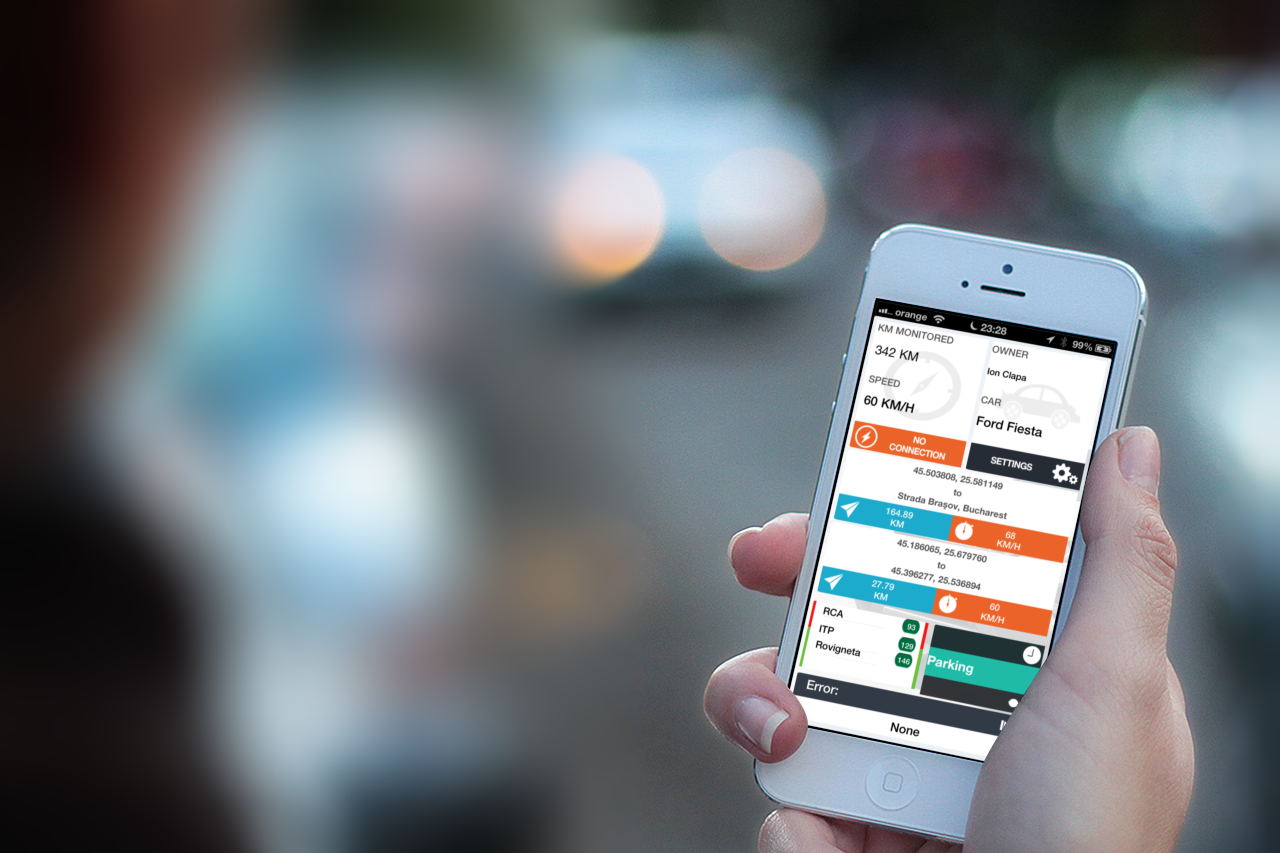 orange 23:28 99%
KM MONITORED
342 KM
SPEED
60 KM/H
OWNER
Ion Clapa
CAR
Ford Fiesta
NO
CONNECTION
SETTINGS
45.503808, 25.581149
to
Strada Brașov, Bucharest
164.89
KM
68
KM/H
45.186065, 25.679760
to
45.396277, 25.536894
27.79
KM
60
KM/H
RCA 93
ITP 129
Rovigneta 146
Parking
Error:
None